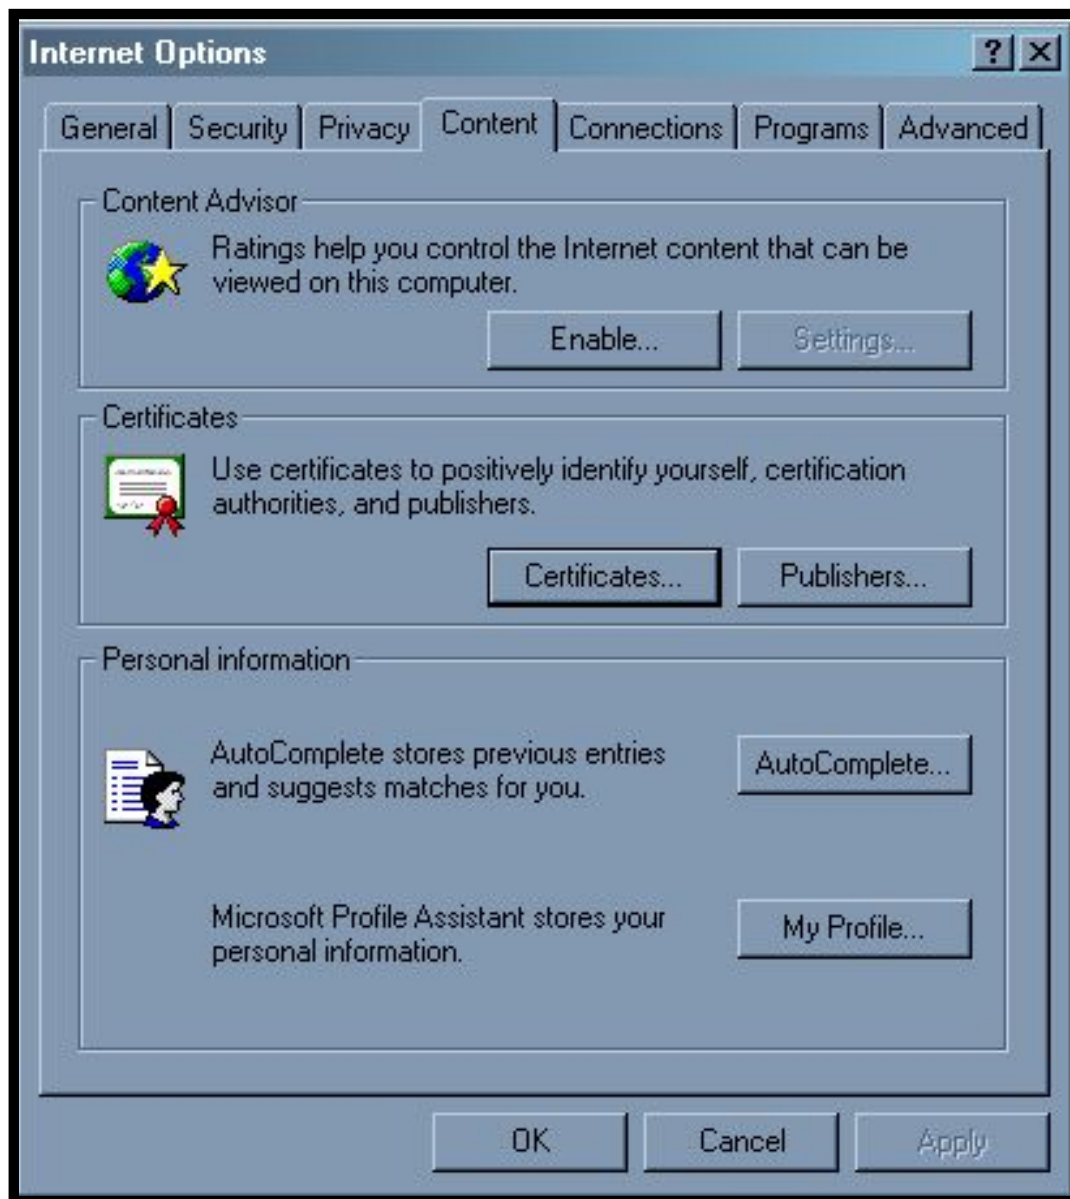 Internet Options
General Security Privacy Content Connections Programs Advanced
Content Advisor
Ratings help you control the Internet content that can be
viewed on this computer.
Enable... Settings...
Certificates
Use certificates to positively identify yourself, certification
authorities, and publishers.
Certificates... Publishers...
Personal information
AutoComplete stores previous entries
and suggests matches for you.
AutoComplete...
Microsoft Profile Assistant stores your
personal information.
My Profile...
OK Cancel Apply